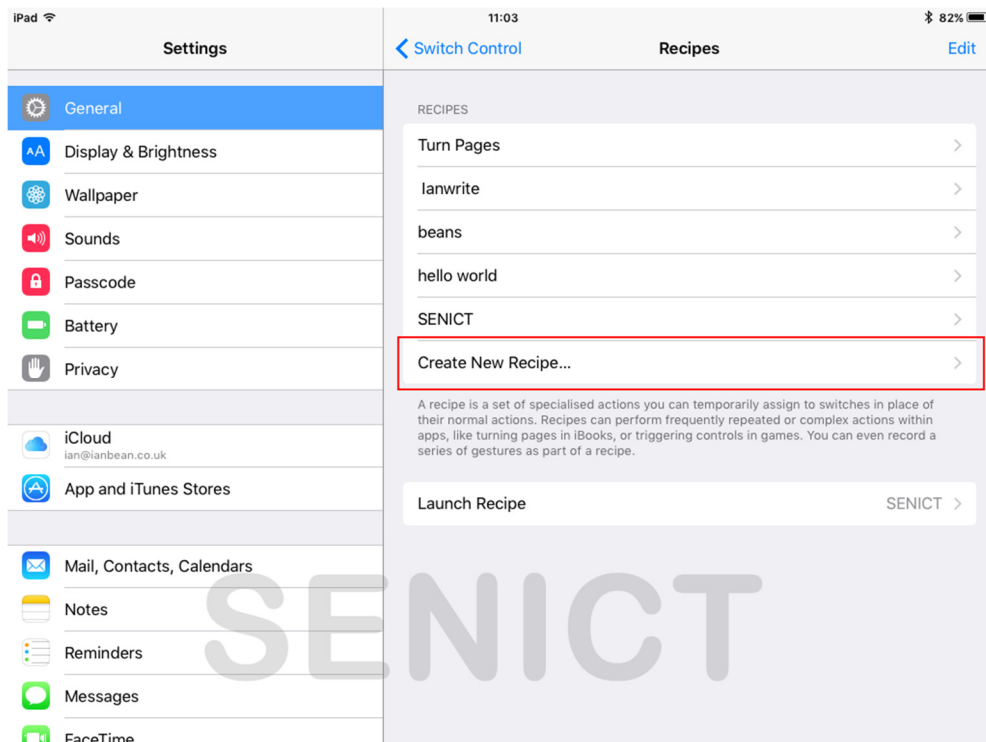 iPad 11:03 82%
Settings
Switch Control Recipes Edit
General
Display & Brightness
Wallpaper
Sounds
Passcode
Battery
Privacy
iCloud
ian@ianbean.co.uk
App and iTunes Stores
Mail, Contacts, Calendars
Notes
Reminders
Messages
FaceTime
RECIPES
Turn Pages
Ianwrite
beans
hello world
SENICT
Create New Recipe...
A recipe is a set of specialised actions you can temporarily assign to switches in place of
their normal actions. Recipes can perform frequently repeated or complex actions within
apps, like turning pages in iBooks, or triggering controls in games. You can even record a
series of gestures as part of a recipe.
Launch Recipe SENICT
SENICT